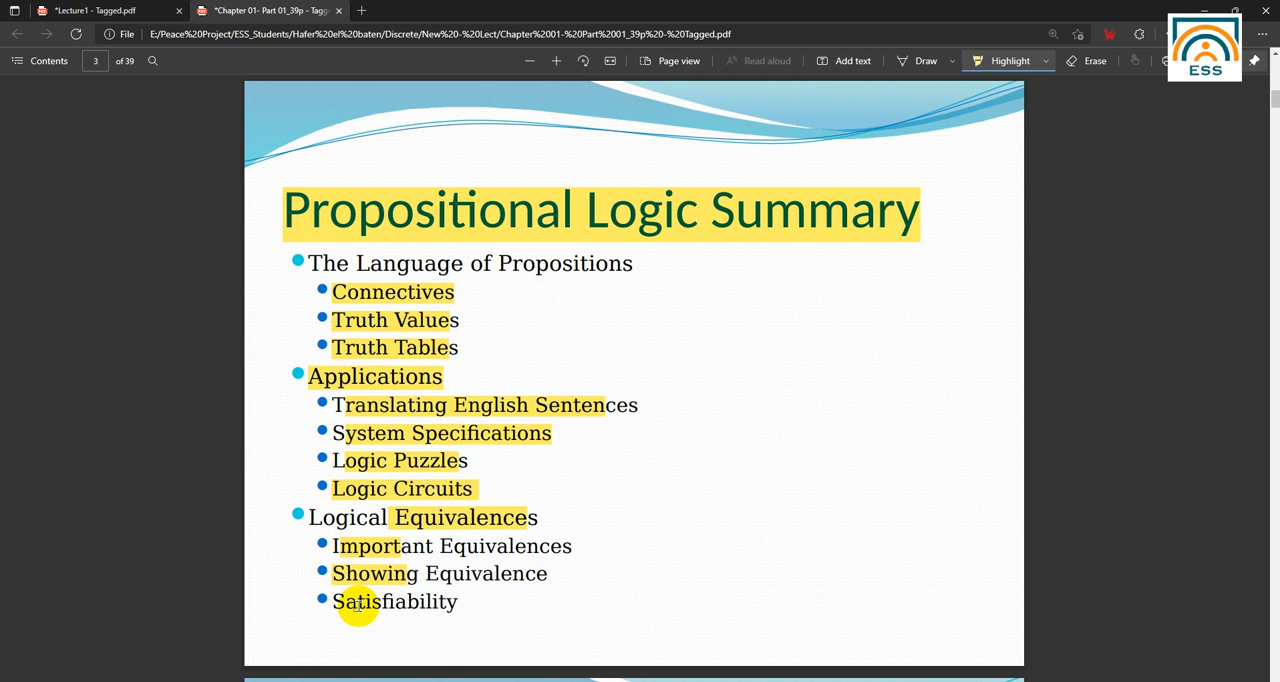 *Lecture1 - Tagged.pdf
*Chapter 01- Part 01_39p - Tagg
File
E:/Peace%20Project/ESS_Students/Hafer%20el%20baten/Discrete/New%20-%20Lect/Chapter%2001-%20Part%2001_39p%20-%20Tagged.pdf
Contents
3
of 39
Page view
Read aloud
Add text
Draw
Highlight
Erase
ESS
Propositional Logic Summary
The Language of Propositions
Connectives
Truth Values
Truth Tables
Applications
Translating English Sentences
System Specifications
Logic Puzzles
Logic Circuits
Logical Equivalences
Important Equivalences
Showing Equivalence
Satisfiability